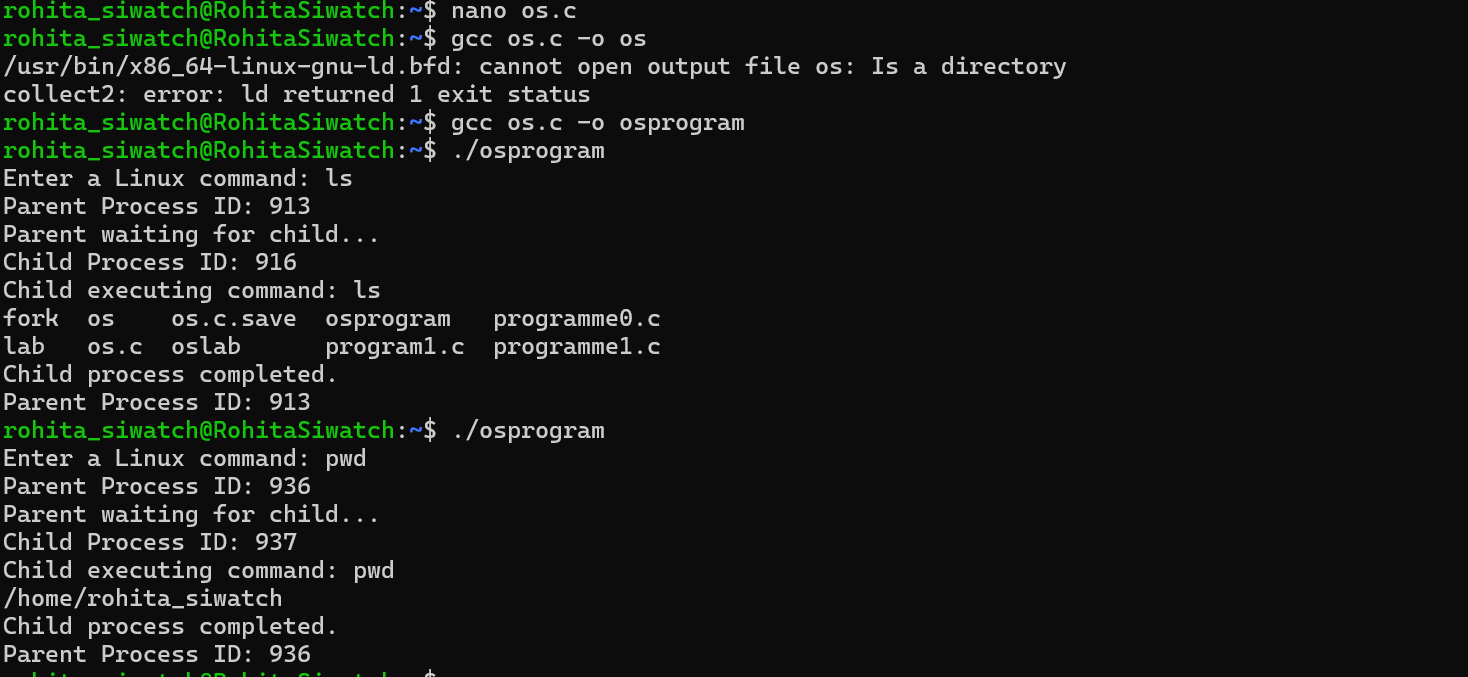 rohita_siwatch@RohitaSiwatch:~$ nano os.c
rohita_siwatch@RohitaSiwatch:~$ gcc os.c -o os
/usr/bin/x86_64-linux-gnu-ld.bfd: cannot open output file os: Is a directory
collect2: error: ld returned 1 exit status
rohita_siwatch@RohitaSiwatch:~$ gcc os.c -o osprogram
rohita_siwatch@RohitaSiwatch:~$ ./osprogram
Enter a Linux command: ls
Parent Process ID: 913
Parent waiting for child...
Child Process ID: 916
Child executing command: ls
fork  os    os.c.save  osprogram   programme0.c
lab   os.c  oslab      program1.c  programme1.c
Child process completed.
Parent Process ID: 913
rohita_siwatch@RohitaSiwatch:~$ ./osprogram
Enter a Linux command: pwd
Parent Process ID: 936
Parent waiting for child...
Child Process ID: 937
Child executing command: pwd
/home/rohita_siwatch
Child process completed.
Parent Process ID: 936